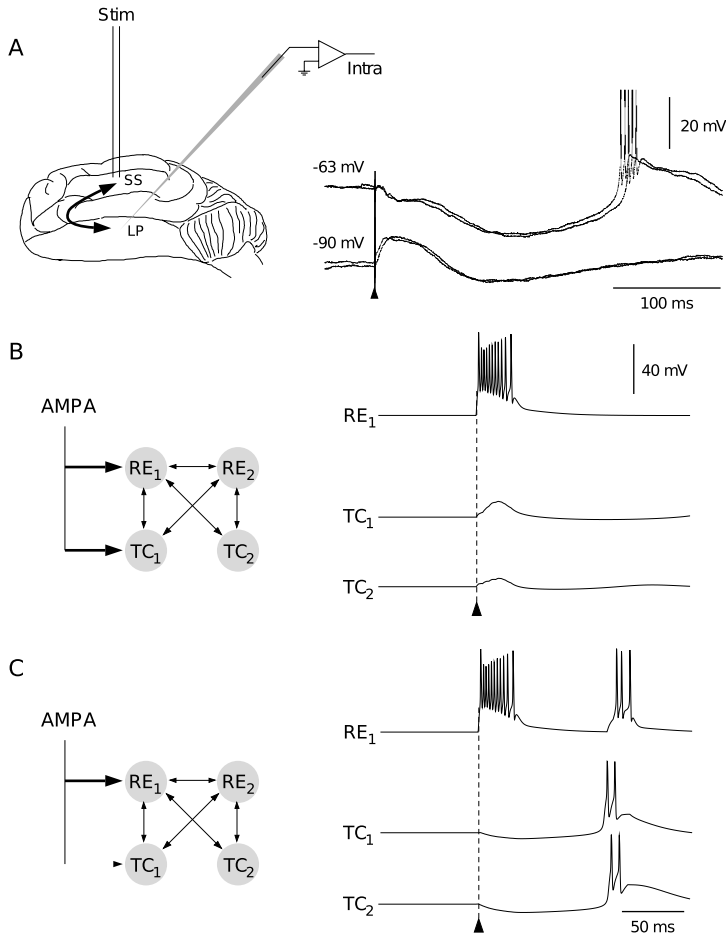 Stim
A
Intra
20 mV
-63 mV
SS
LP
-90 mV
100 ms
B
40 mV
AMPA
RE1
RE1 RE2
TC1
TC1 TC2
TC2
C
AMPA
RE1
RE1 RE2
TC1
TC1 TC2
TC2
50 ms